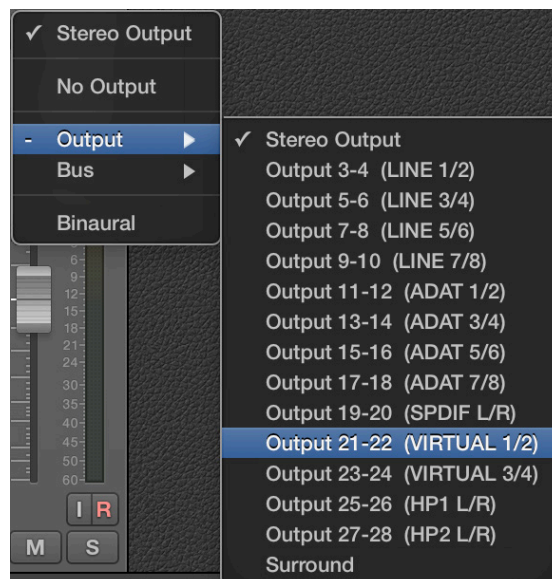 ✓ Stereo Output
No Output
- Output ▶
Bus ▶
Binaural
✓ Stereo Output
Output 3-4 (LINE 1/2)
Output 5-6 (LINE 3/4)
Output 7-8 (LINE 5/6)
Output 9-10 (LINE 7/8)
Output 11-12 (ADAT 1/2)
Output 13-14 (ADAT 3/4)
Output 15-16 (ADAT 5/6)
Output 17-18 (ADAT 7/8)
Output 19-20 (SPDIF L/R)
Output 21-22 (VIRTUAL 1/2)
Output 23-24 (VIRTUAL 3/4)
Output 25-26 (HP1 L/R)
Output 27-28 (HP2 L/R)
Surround
6
9
12
15
18
21
24
30
35
40
45
50
60
I R
M S